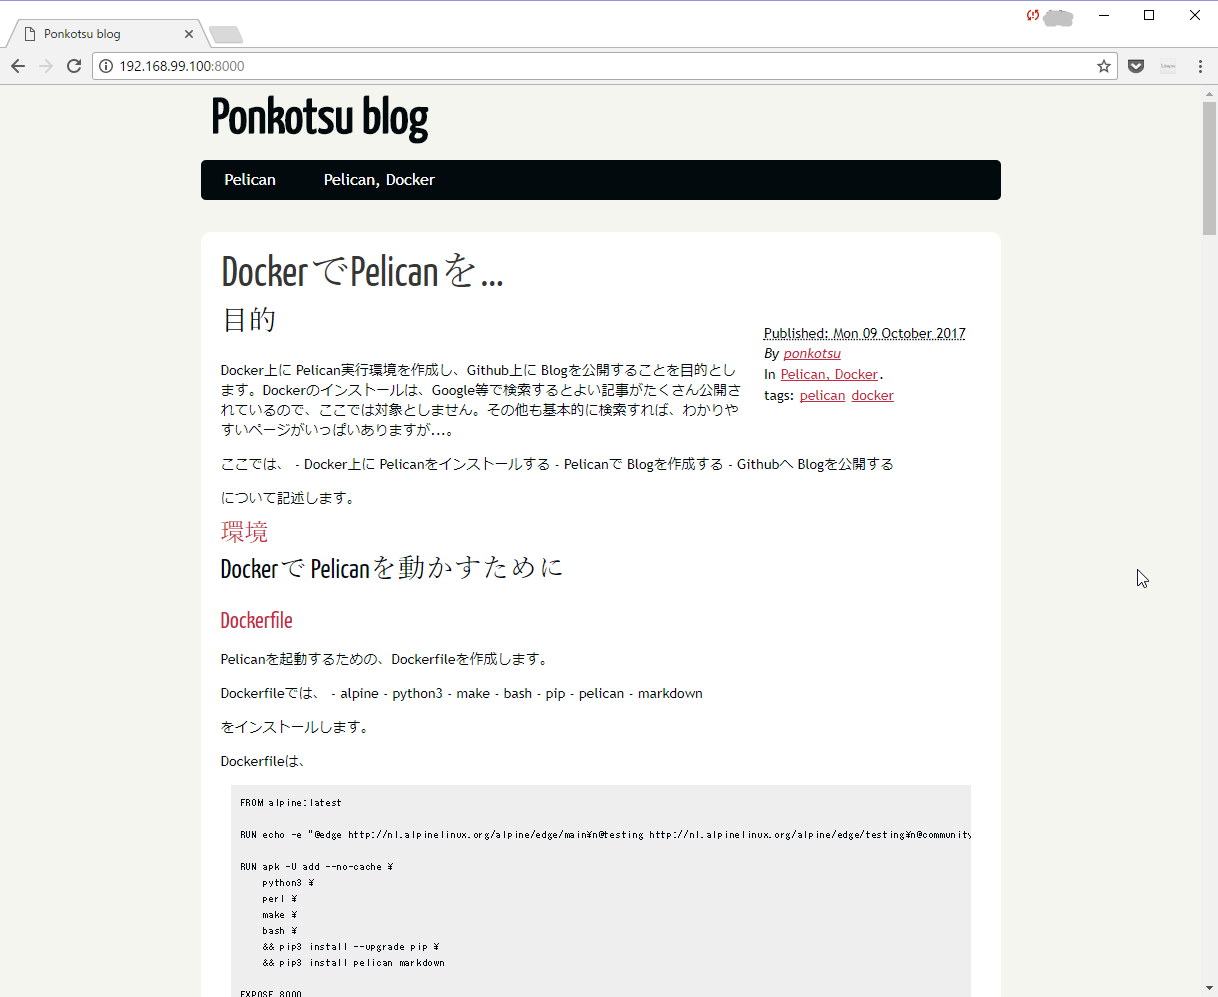 Ponkotsu blog
192.168.99.100:8000
Ponkotsu blog
Pelican Pelican, Docker
DockerでPelicanを...
目的
Published: Mon 09 October 2017
By ponkotsu
In Pelican, Docker.
tags: pelican docker
Docker上に Pelican実行環境を作成し、Github上に Blogを公開することを目的とし
ます。Dockerのインストールは、Google等で検索するとよい記事がたくさん公開さ
れているので、ここでは対象としません。その他も基本的に検索すれば、わかりや
すいページがいっぱいありますが...。
ここでは、 - Docker上に Pelicanをインストールする - Pelicanで Blogを作成する - Githubへ Blogを公開する
について記述します。
環境
Dockerで Pelicanを動かすために
Dockerfile
Pelicanを起動するための、Dockerfileを作成します。
Dockerfileでは、 - alpine - python3 - make - bash - pip - pelican - markdown
をインストールします。
Dockerfileは、
FROM alpine:latest
RUN echo -e "@edge http://nl.alpinelinux.org/alpine/edge/main¥n@testing http://nl.alpinelinux.org/alpine/edge/testing¥n@community
RUN apk -U add --no-cache ¥
python3 ¥
perl ¥
make ¥
bash ¥
&& pip3 install --upgrade pip ¥
&& pip3 install pelican markdown
EXPOSE 8000